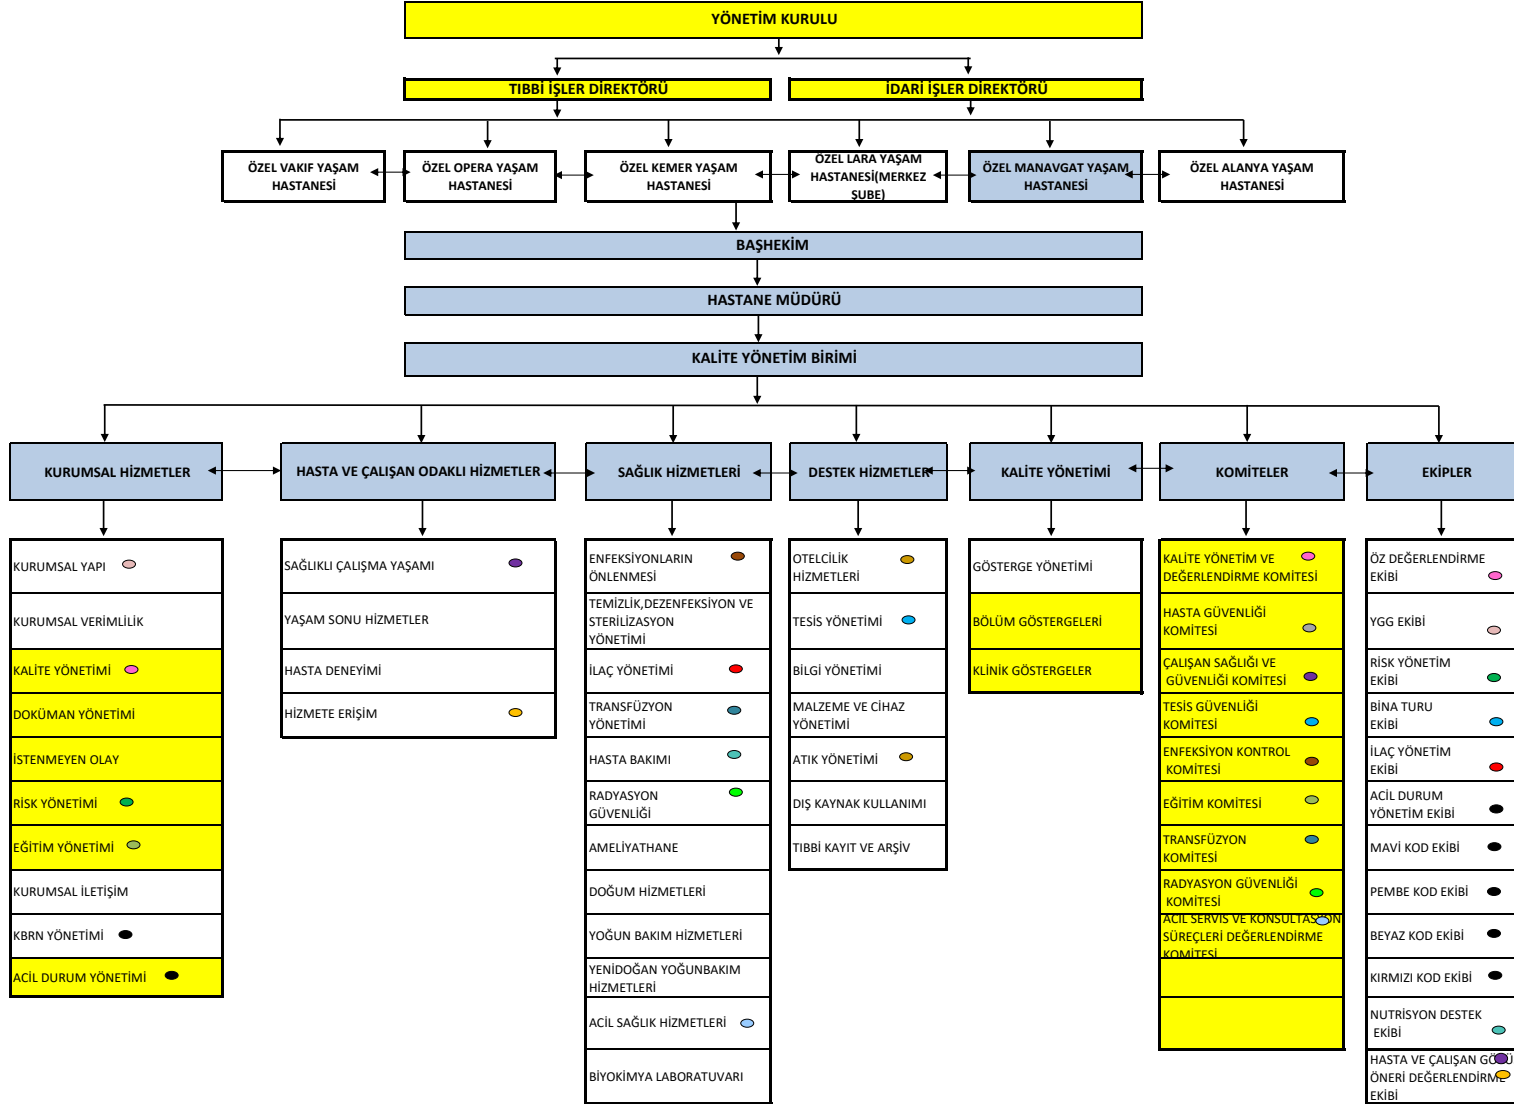 YÖNETİM KURULU
TIBBİ İŞLER DİREKTÖRÜ
İDARİ İŞLER DİREKTÖRÜ
ÖZEL VAKIF YAŞAM
HASTANESİ
ÖZEL OPERA YAŞAM
HASTANESİ
ÖZEL KEMER YAŞAM
HASTANESİ
ÖZEL LARA YAŞAM
HASTANESİ(MERKEZ
ŞUBE)
ÖZEL MANAVGAT YAŞAM
HASTANESİ
ÖZEL ALANYA YAŞAM
HASTANESİ
BAŞHEKİM
HASTANE MÜDÜRÜ
KALİTE YÖNETİM BİRİMİ
KURUMSAL HİZMETLER
HASTA VE ÇALIŞAN ODAKLI HİZMETLER
SAĞLIK HİZMETLERİ
DESTEK HİZMETLER
KALİTE YÖNETİMİ
KOMİTELER
EKİPLER
KURUMSAL YAPI
KURUMSAL VERİMLİLİK
KALİTE YÖNETİMİ
DOKÜMAN YÖNETİMİ
İSTENMEYEN OLAY
RİSK YÖNETİMİ
EĞİTİM YÖNETİMİ
KURUMSAL İLETİŞİM
KBRN YÖNETİMİ
ACİL DURUM YÖNETİMİ
SAĞLIKLI ÇALIŞMA YAŞAMI
YAŞAM SONU HİZMETLER
HASTA DENEYİMİ
HİZMETE ERİŞİM
ENFEKSİYONLARIN
ÖNLENMESİ
TEMİZLİK,DEZENFEKSİYON VE
STERİLİZASYON
YÖNETİMİ
İLAÇ YÖNETİMİ
TRANSFÜZYON
YÖNETİMİ
HASTA BAKIMI
RADYASYON
GÜVENLİĞİ
AMELİYATHANE
DOĞUM HİZMETLERİ
YOĞUN BAKIM HİZMETLERİ
YENİDOĞAN YOĞUNBAKIM
HİZMETLERİ
ACİL SAĞLIK HİZMETLERİ
BİYOKİMYA LABORATUVARI
OTELCİLİK
HİZMETLERİ
TESİS YÖNETİMİ
BİLGİ YÖNETİMİ
MALZEME VE CİHAZ
YÖNETİMİ
ATIK YÖNETİMİ
DIŞ KAYNAK KULLANIMI
TIBBİ KAYIT VE ARŞİV
GÖSTERGE YÖNETİMİ
BÖLÜM GÖSTERGELERİ
KLİNİK GÖSTERGELER
KALİTE YÖNETİM VE
DEĞERLENDİRME KOMİTESİ
HASTA GÜVENLİĞİ
KOMİTESİ
ÇALIŞAN SAĞLIĞI VE
GÜVENLİĞİ KOMİTESİ
TESİS GÜVENLİĞİ
KOMİTESİ
ENFEKSİYON KONTROL
KOMİTESİ
EĞİTİM KOMİTESİ
TRANSFÜZYON
KOMİTESİ
RADYASYON GÜVENLİĞİ
KOMİTESİ
ACİL SERVİS VE KONSULTASYON
SÜREÇLERİ DEĞERLENDİRME
KOMİTESİ
ÖZ DEĞERLENDİRME
EKİBİ
YGG EKİBİ
RİSK YÖNETİM
EKİBİ
BİNA TURU
EKİBİ
İLAÇ YÖNETİM
EKİBİ
ACİL DURUM
YÖNETİM EKİBİ
MAVİ KOD EKİBİ
PEMBE KOD EKİBİ
BEYAZ KOD EKİBİ
KIRMIZI KOD EKİBİ
NUTRİSYON DESTEK
EKİBİ
HASTA VE ÇALIŞAN
ÖNERİ DEĞERLENDİRME
EKİBİ